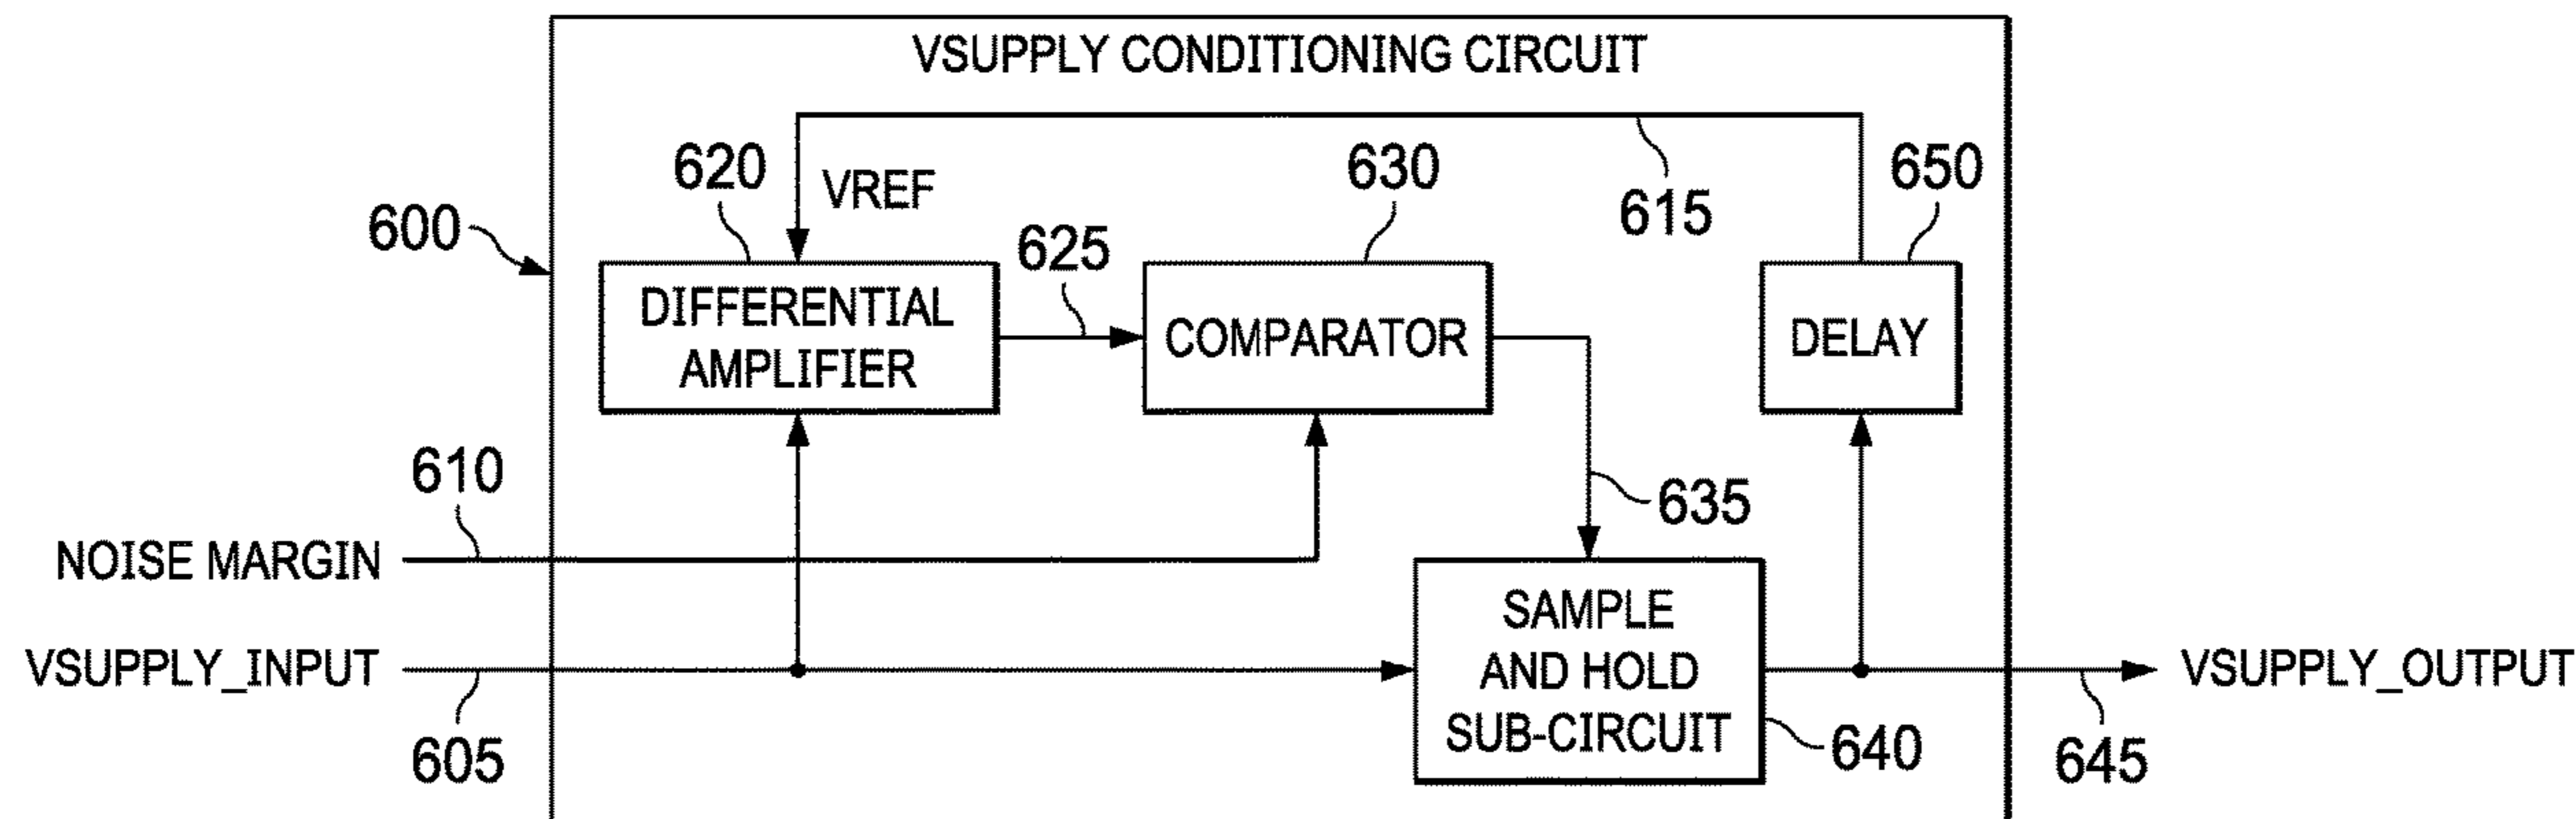 VSUPPLY CONDITIONING CIRCUIT
620
VREF
630
615
650
600
625
DIFFERENTIAL
AMPLIFIER
COMPARATOR
DELAY
610
635
NOISE MARGIN
VSUPPLY_INPUT
605
SAMPLE
AND HOLD
SUB-CIRCUIT
640
VSUPPLY_OUTPUT
645